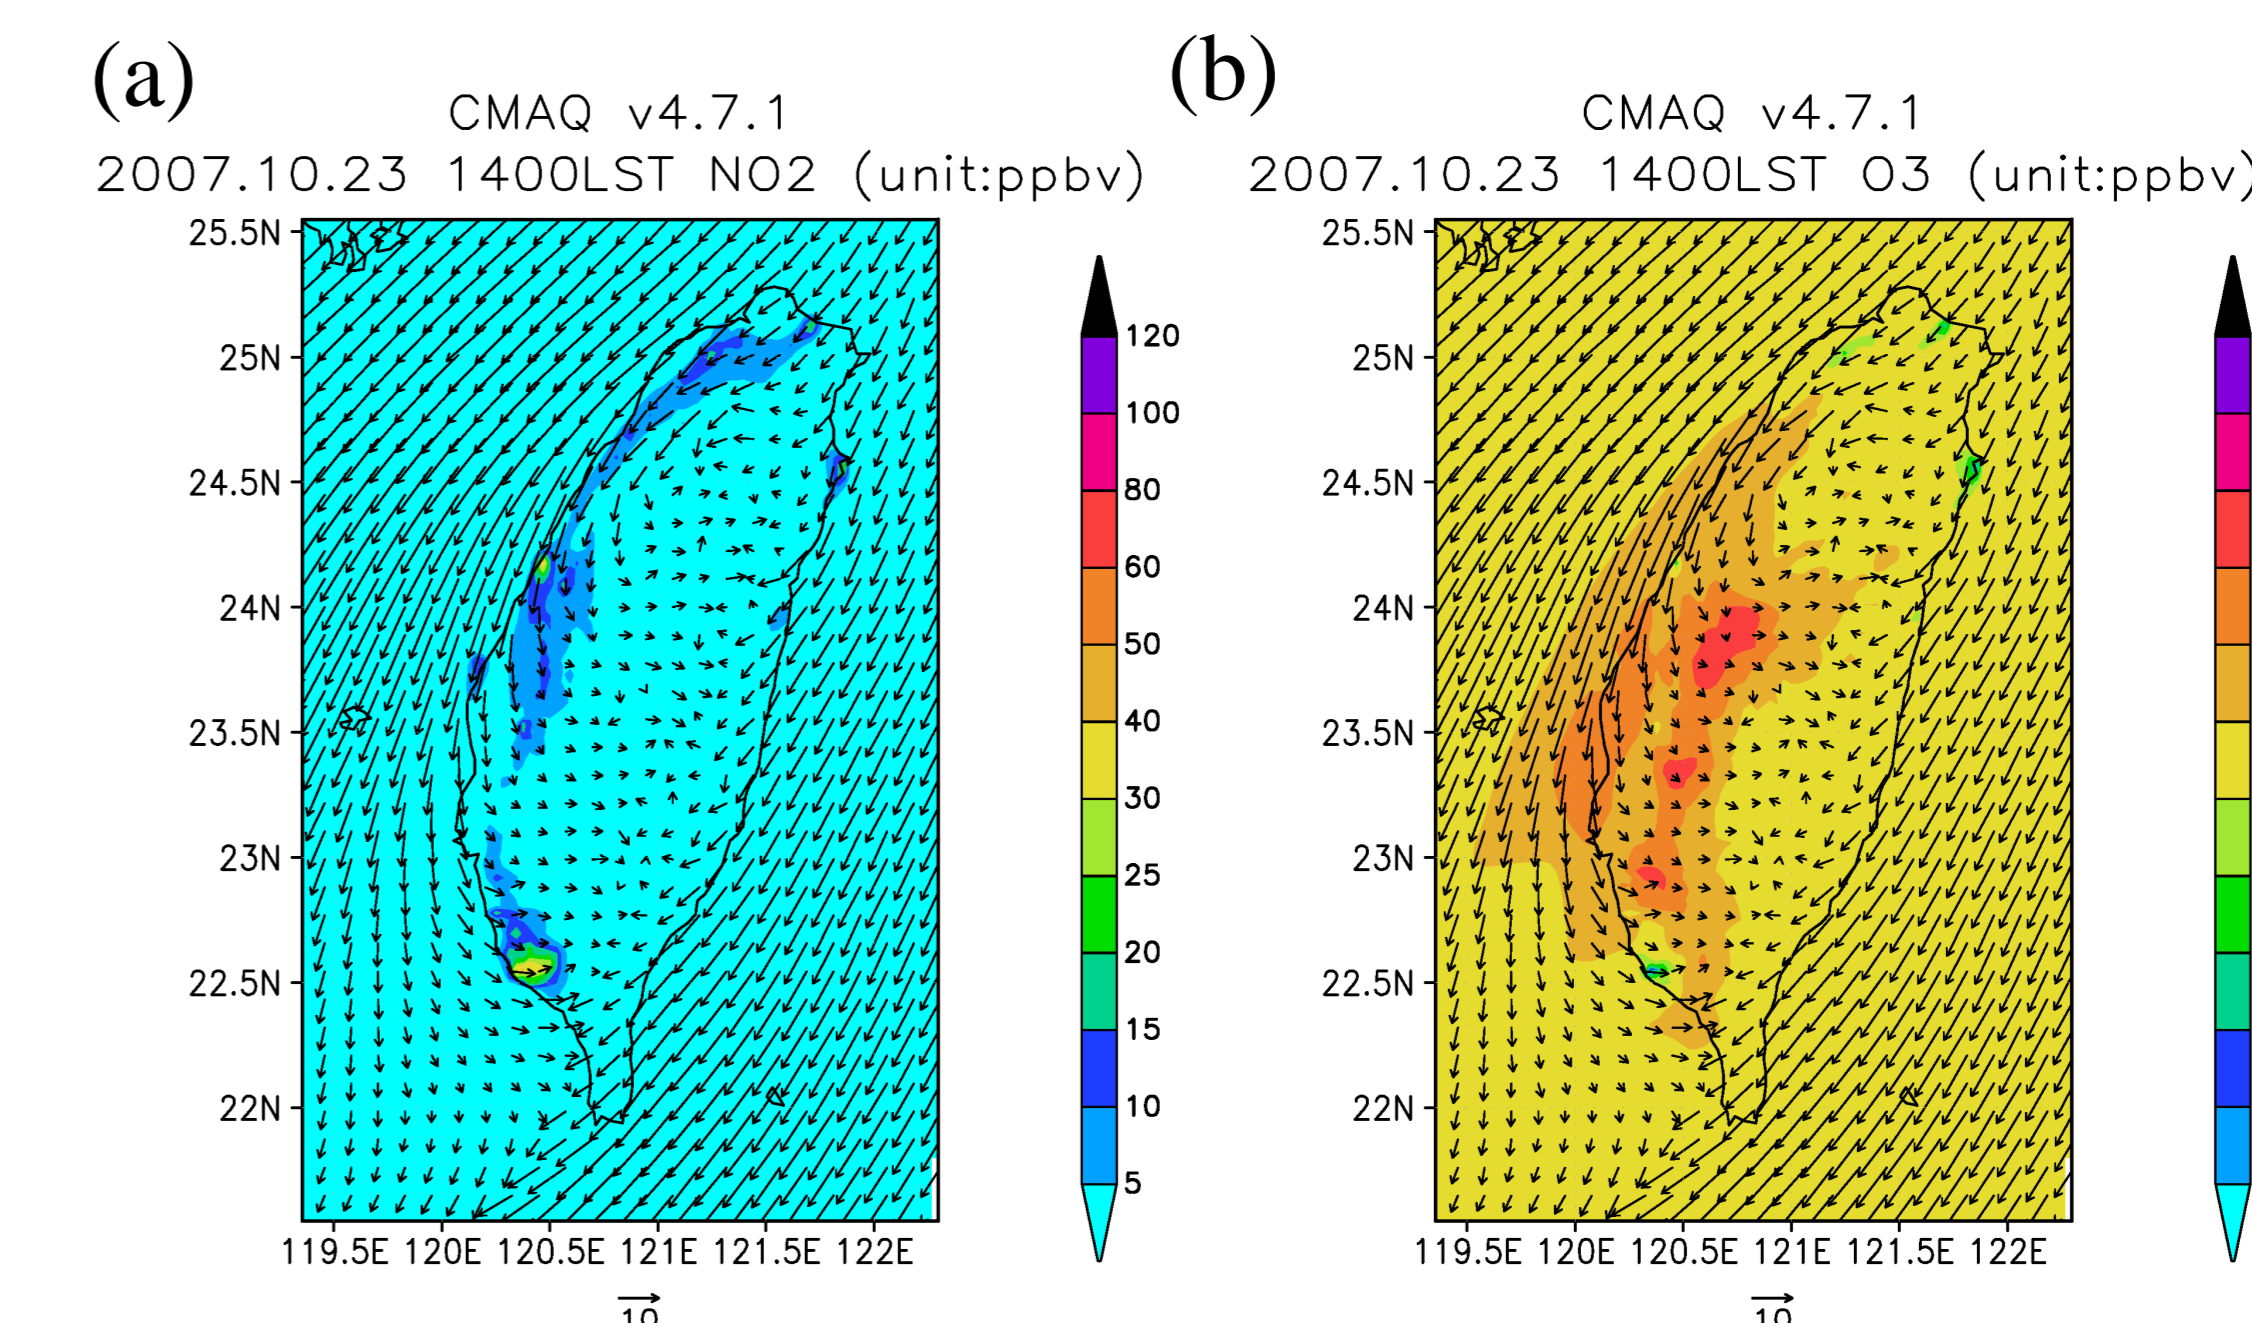 (a)
CMAQ v4.7.1
2007.10.23 1400LST NO2 (unit:ppbv)
25.5N
25N
24.5N
24N
23.5N
23N
22.5N
22N
119.5E 120E 120.5E 121E 121.5E 122E
10
120
100
80
60
50
40
30
25
20
15
10
5
(b)
CMAQ v4.7.1
2007.10.23 1400LST O3 (unit:ppbv)
25.5N
25N
24.5N
24N
23.5N
23N
22.5N
22N
119.5E 120E 120.5E 121E 121.5E 122E
10